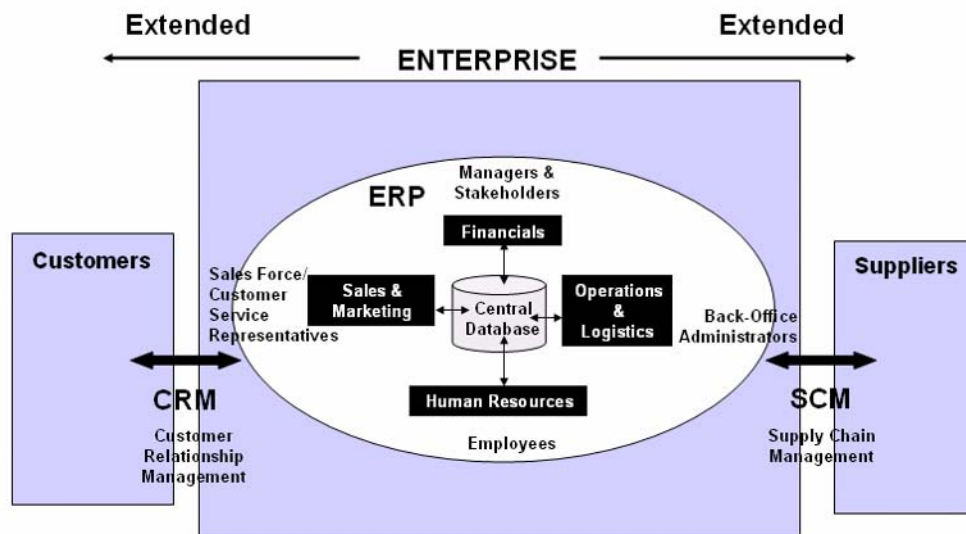 Extended
Extended
ENTERPRISE
Managers &
Stakeholders
ERP
Financials
Customers
Suppliers
Sales Force/
Customer
Service
Representatives
Sales &
Marketing
Central
Database
Operations
&
Logistics
Back-Office
Administrators
Human Resources
Employees
CRM
Customer
Relationship
Management
SCM
Supply Chain
Management